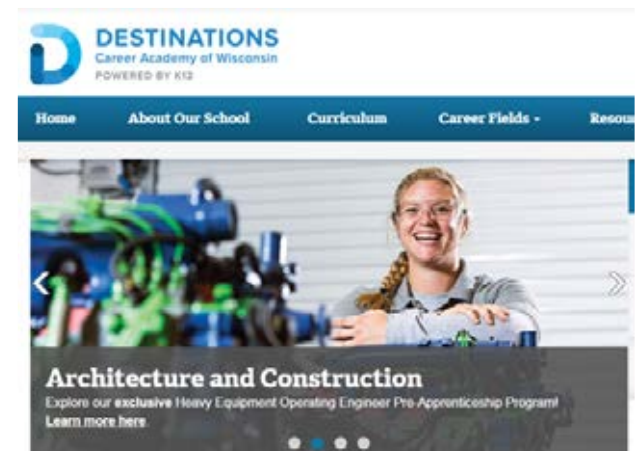 DESTINATIONS
Career Academy of Wisconsin
POWERED BY K12
Home About Our School Curriculum Career Fields Resou
Architecture and Construction
Explore our exclusive Heavy Equipment Operating Engineer Pre-Apprenticeship Program!
Learn more here.